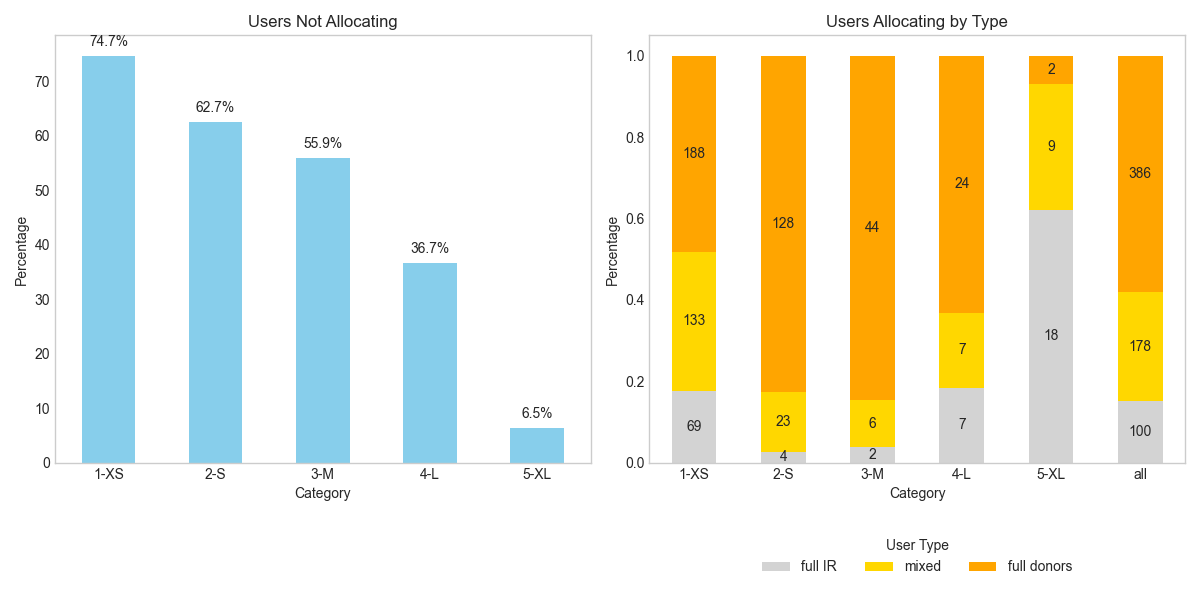 Users Not Allocating
74.7%
62.7%
55.9%
36.7%
6.5%
70
60
50
40
30
20
10
0
Percentage
1-XS 2-S 3-M 4-L 5-XL
Category
Users Allocating by Type
1.0
0.8
0.6
0.4
0.2
0.0
Percentage
188 128 44 24 2 386
133 23 6 7 9 178
69 4 2 7 18 100
1-XS 2-S 3-M 4-L 5-XL all
Category
User Type
full IR mixed full donors